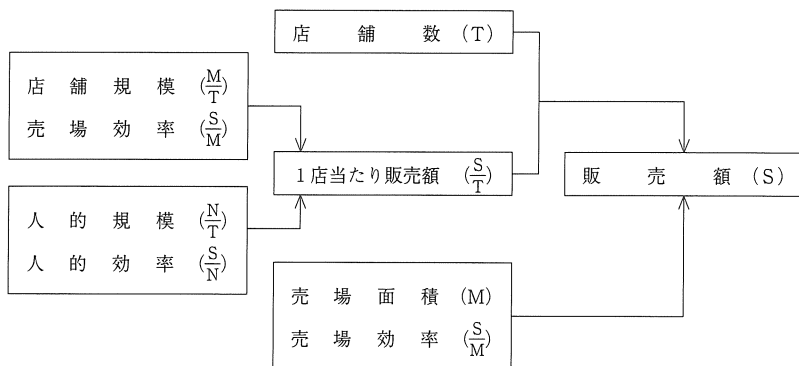 店舗数(T)
店舗規模(M/T)
売場効率(S/M)
1店当たり販売額(S/T)
販売額(S)
人的規模(N/T)
人的効率(S/N)
売場面積(M)
売場効率(S/M)